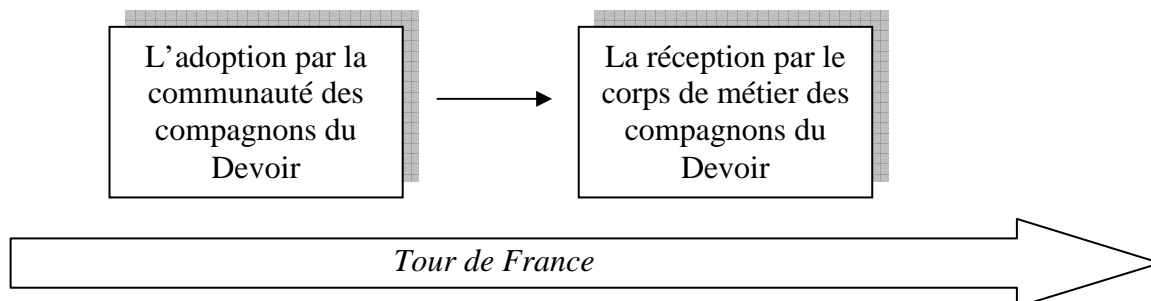 L’adoption par la
communauté des
compagnons du
Devoir
La réception par le
corps de métier des
compagnons du
Devoir
Tour de France